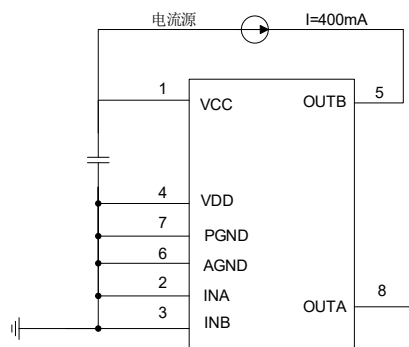 电流源 I=400mA
1 VCC OUTB 5
4 VDD
7 PGND
6 AGND
2 INA OUTA 8
3 INB